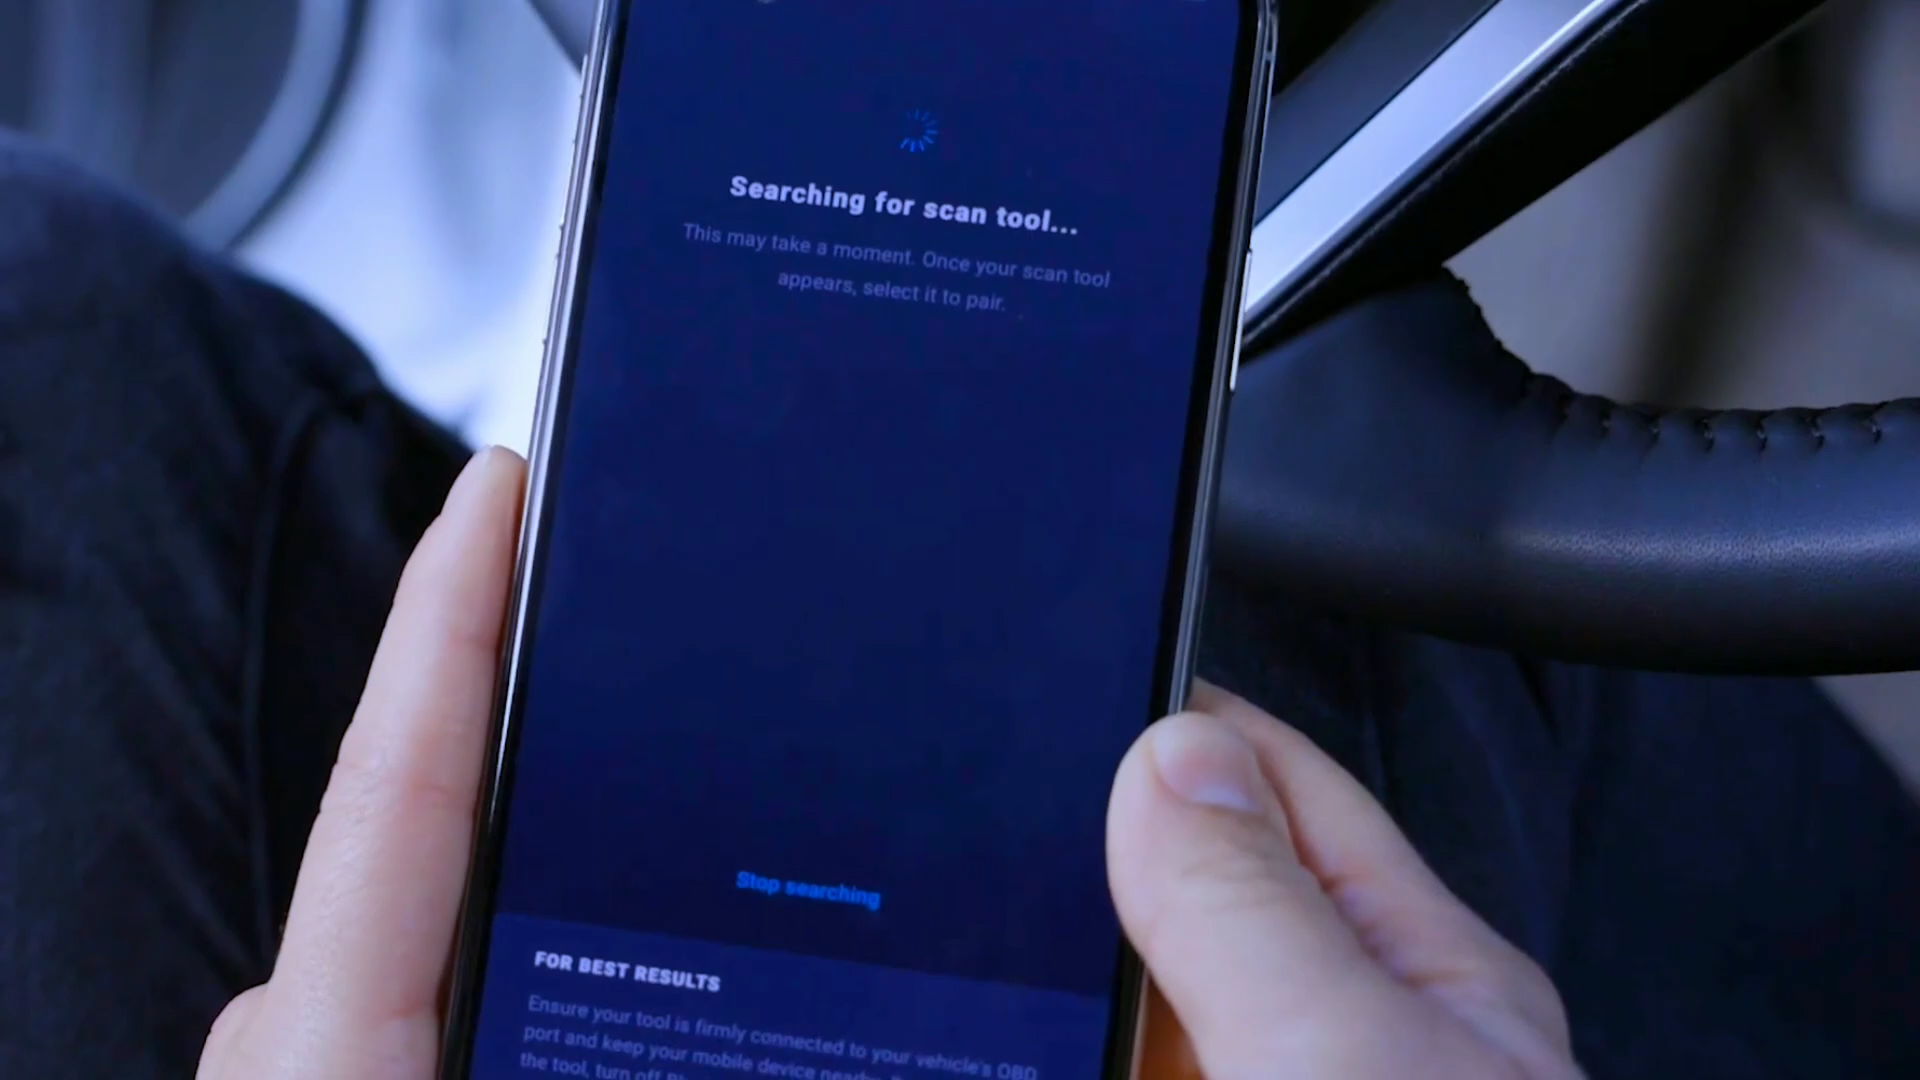 Searching for scan tool...
This may take a moment. Once your scan tool
appears, select it to pair.
Stop searching
FOR BEST RESULTS
Ensure your tool is firmly connected to your vehicle's OBD
port and keep your mobile device nearby.
the tool, turn off